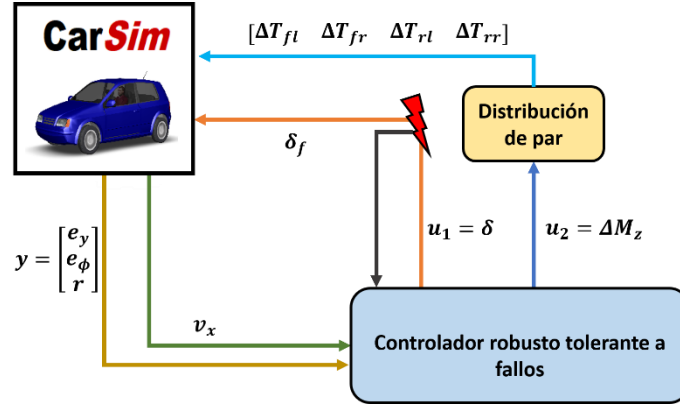 [ΔT_fl ΔT_fr ΔT_rl ΔT_rr]
CarSim
Distribución
de par
δ_f
y = [e_y
e_ϕ
r]
u_1 = δ
u_2 = ΔM_z
v_x
Controlador robusto tolerante a
fallos